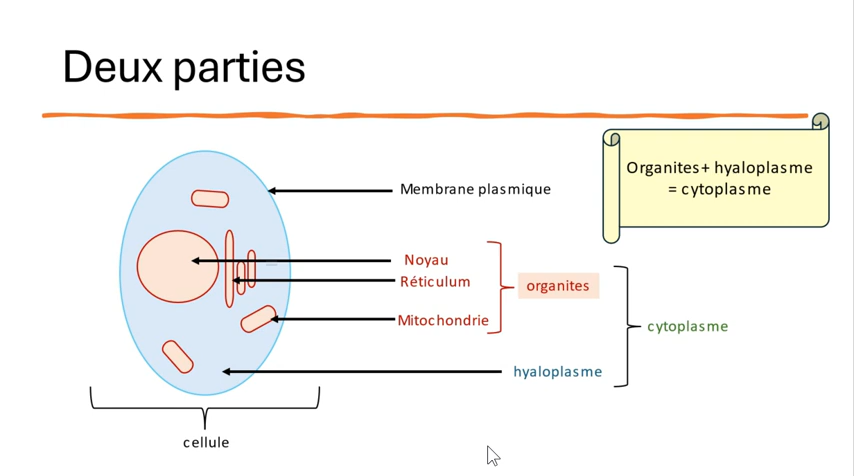 Deux parties
Organites+ hyaloplasme
= cytoplasme
Membrane plasmique
Noyau
Réticulum
organites
Mitochondrie
cytoplasme
hyaloplasme
cellule